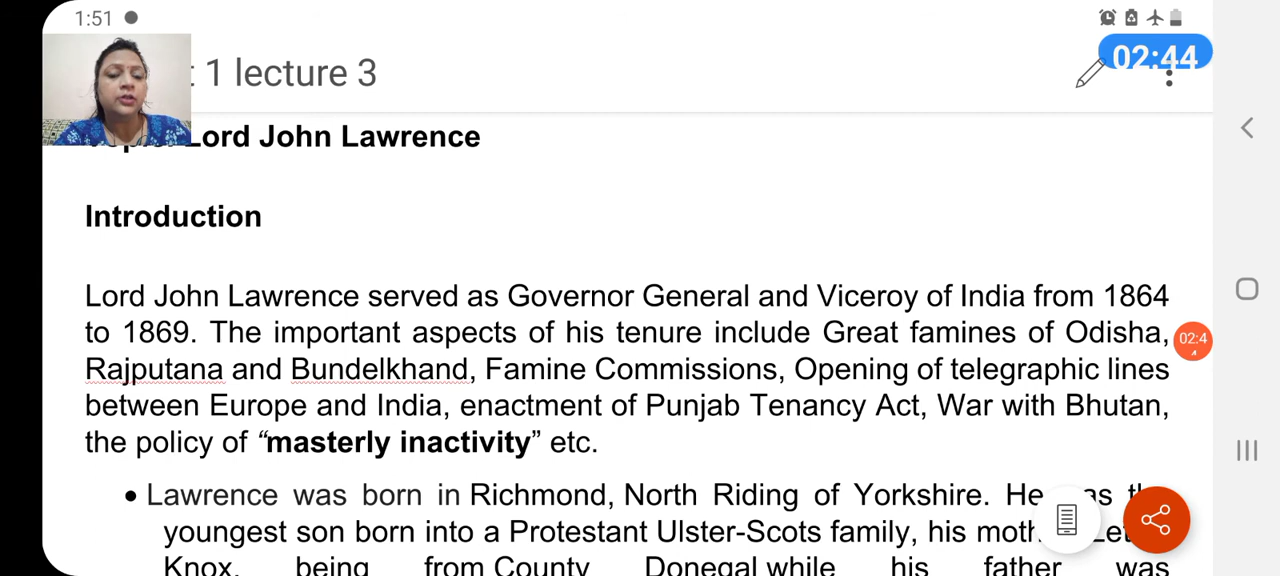 1:51
02:44
1 lecture 3
Lord John Lawrence
Introduction
Lord John Lawrence served as Governor General and Viceroy of India from 1864
to 1869. The important aspects of his tenure include Great famines of Odisha,
02:4
Rajputana and Bundelkhand, Famine Commissions, Opening of telegraphic lines
between Europe and India, enactment of Punjab Tenancy Act, War with Bhutan,
the policy of “masterly inactivity” etc.
• Lawrence was born in Richmond, North Riding of Yorkshire. He
youngest son born into a Protestant Ulster-Scots family, his
Knox, being from County Donegal while his father was